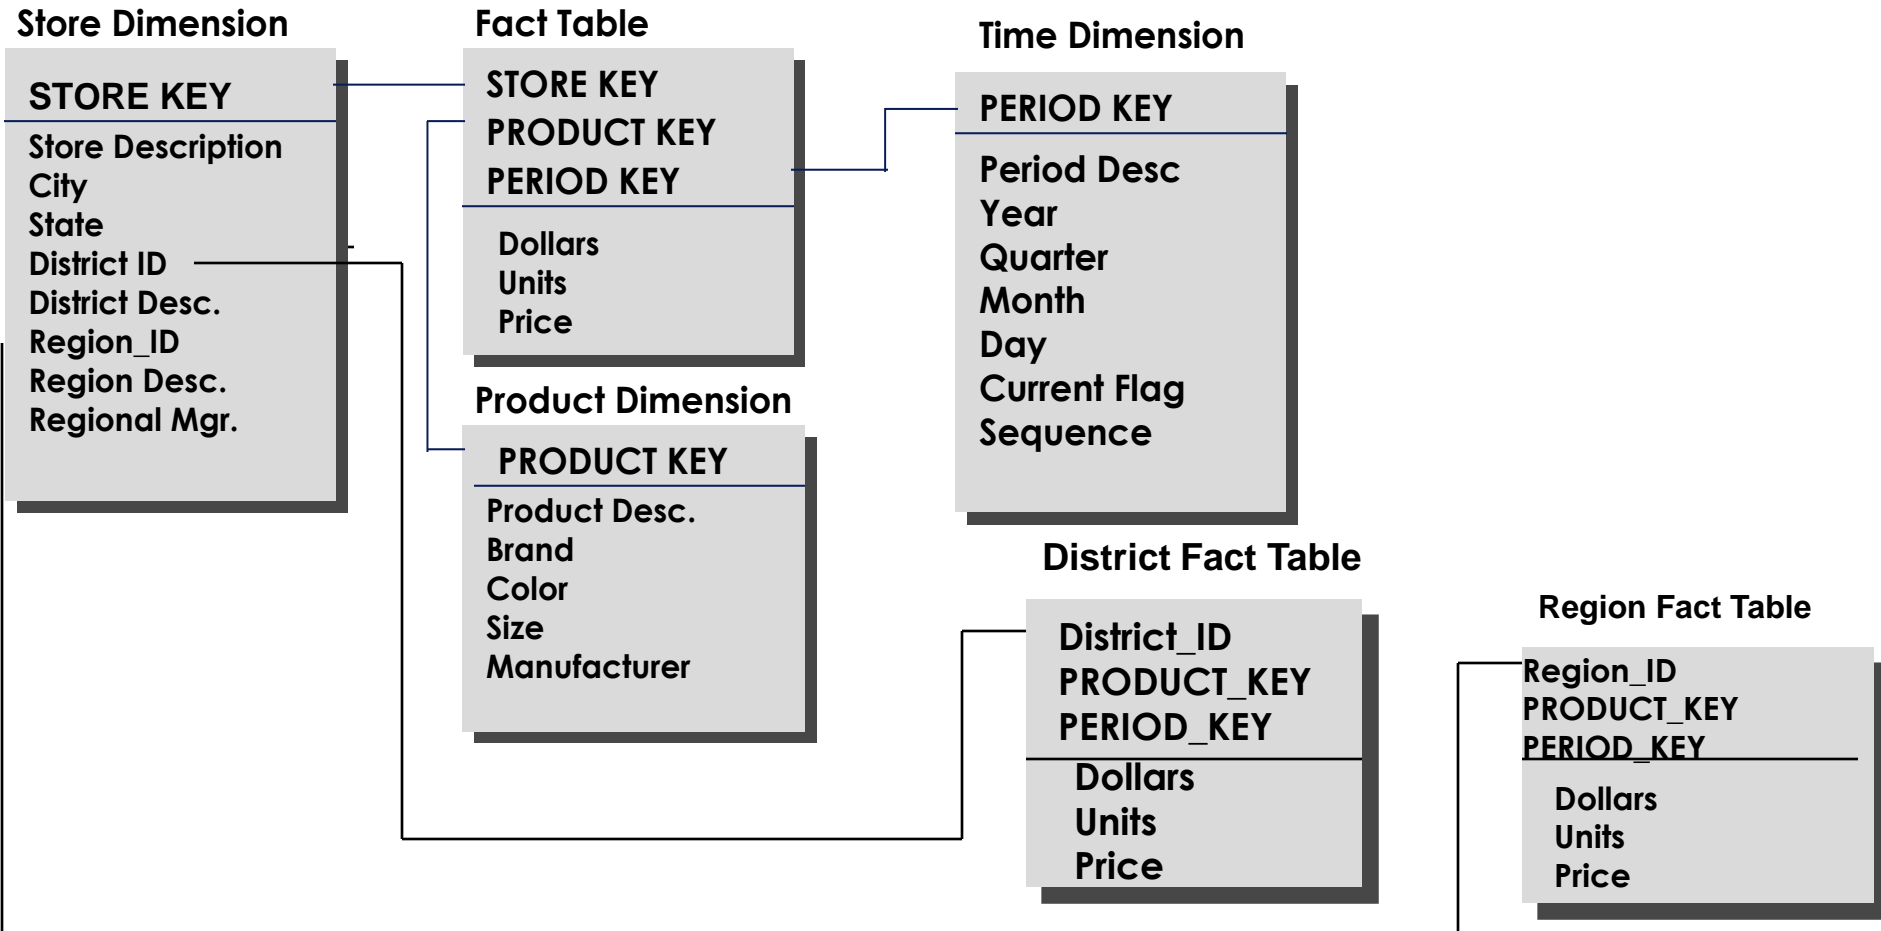 Store Dimension
STORE KEY
Store Description
City
State
District ID
District Desc.
Region_ID
Region Desc.
Regional Mgr.
Fact Table
STORE KEY
PRODUCT KEY
PERIOD KEY
Dollars
Units
Price
Product Dimension
PRODUCT KEY
Product Desc.
Brand
Color
Size
Manufacturer
Time Dimension
PERIOD KEY
Period Desc
Year
Quarter
Month
Day
Current Flag
Sequence
District Fact Table
District_ID
PRODUCT_KEY
PERIOD_KEY
Dollars
Units
Price
Region Fact Table
Region_ID
PRODUCT_KEY
PERIOD_KEY
Dollars
Units
Price